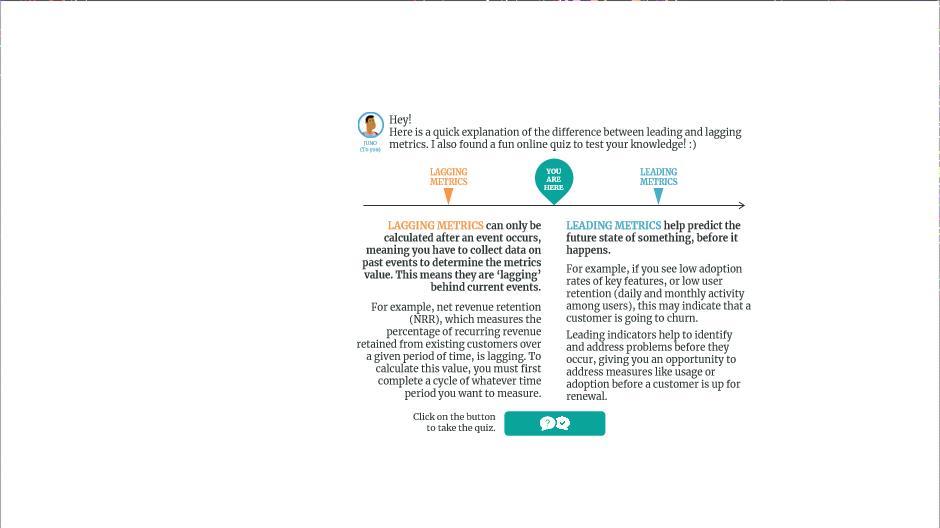 Hey!
Here is a quick explanation of the difference between leading and lagging
metrics. I also found a fun online quiz to test your knowledge! :)
JUNO
(To you)
LAGGING
METRICS
YOU
ARE
HERE
LEADING
METRICS
LAGGING METRICS can only be
calculated after an event occurs,
meaning you have to collect data on
past events to determine the metrics
value. This means they are ‘lagging’
behind current events.
For example, net revenue retention
(NRR), which measures the
percentage of recurring revenue
retained from existing customers over
a given period of time, is lagging. To
calculate this value, you must first
complete a cycle of whatever time
period you want to measure.
LEADING METRICS help predict the
future state of something, before it
happens.
For example, if you see low adoption
rates of key features, or low user
retention (daily and monthly activity
among users), this may indicate that a
customer is going to churn.
Leading indicators help to identify
and address problems before they
occur, giving you an opportunity to
address measures like usage or
adoption before a customer is up for
renewal.
Click on the button
to take the quiz.
?